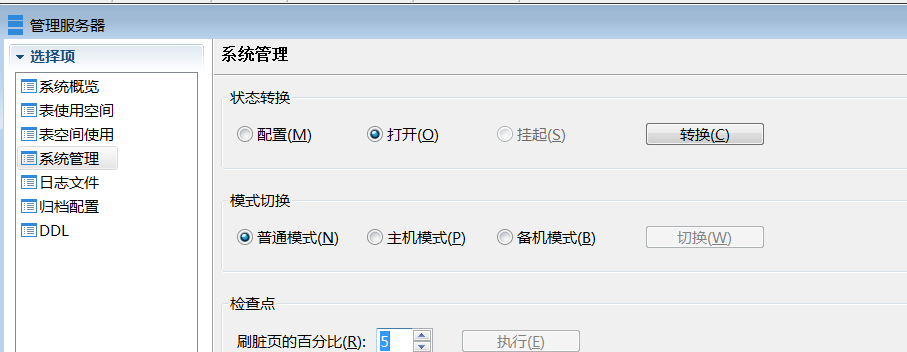 管理服务器
选择项
系统概览
表使用空间
表空间使用
系统管理
日志文件
归档配置
DDL
系统管理
状态转换
配置(M) 打开(O) 挂起(S) 转换(C)
模式切换
普通模式(N) 主机模式(P) 备机模式(B) 切换(W)
检查点
刷脏页的百分比(R): 5 执行(E)